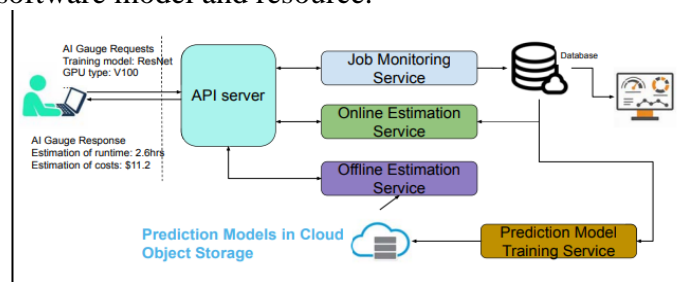 software model and resource.
AI Gauge Requests
Training model: ResNet
GPU type: V100
API server
Job Monitoring
Service
Database
Online Estimation
Service
AI Gauge Response
Estimation of runtime: 2.6hrs
Estimation of costs: $11.2
Offline Estimation
Service
Prediction Models in Cloud
Object Storage
Prediction Model
Training Service